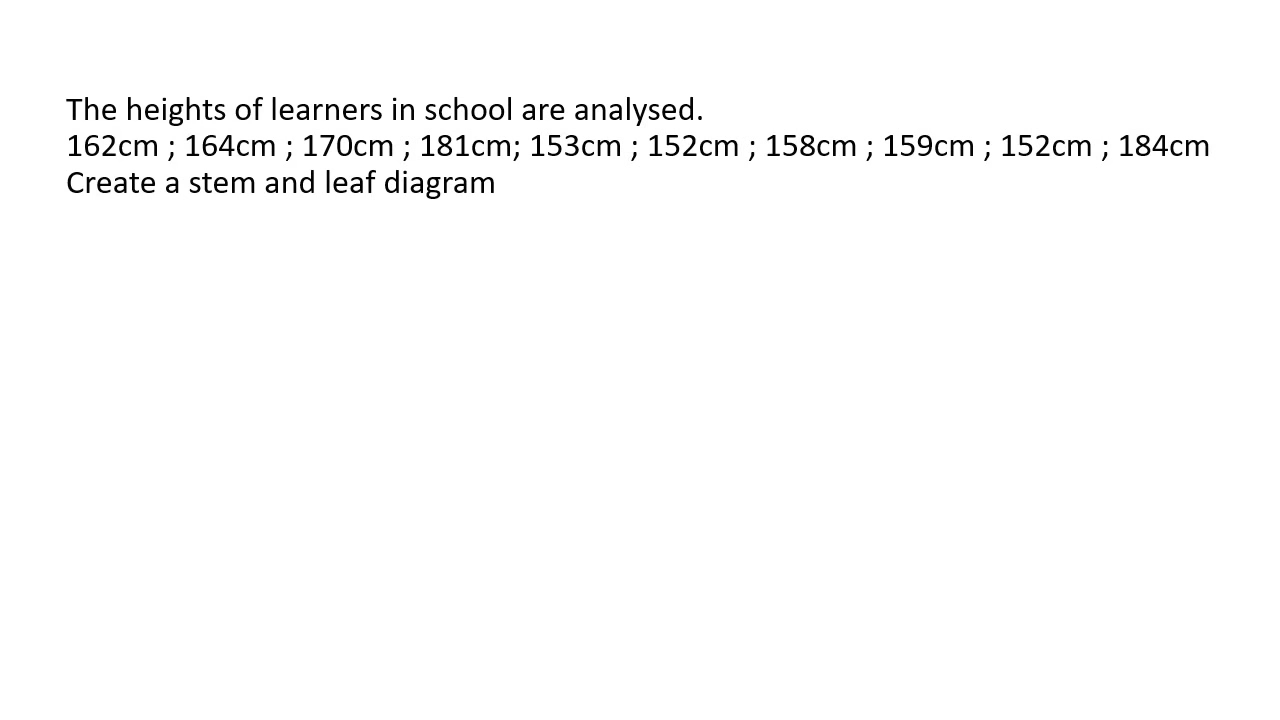 The heights of learners in school are analysed.
162cm ; 164cm ; 170cm ; 181cm; 153cm ; 152cm ; 158cm ; 159cm ; 152cm ; 184cm
Create a stem and leaf diagram